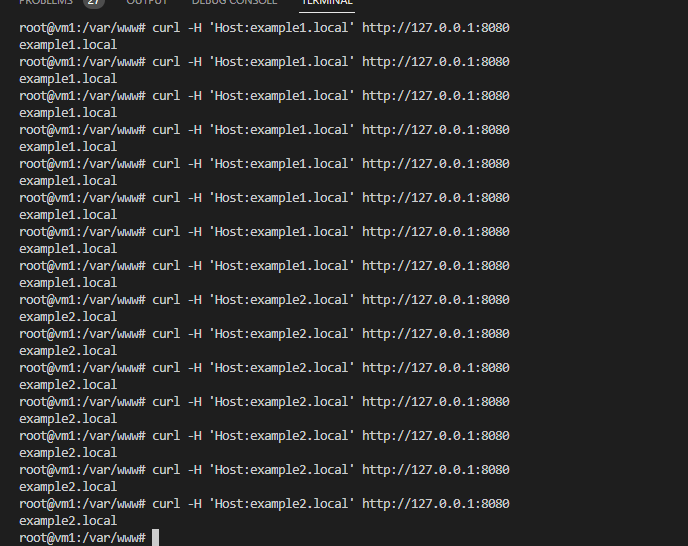 PROBLEMS 27 OUTPUT DEBUG CONSOLE TERMINAL
root@vm1:/var/www# curl -H 'Host:example1.local' http://127.0.0.1:8080
example1.local
root@vm1:/var/www# curl -H 'Host:example1.local' http://127.0.0.1:8080
example1.local
root@vm1:/var/www# curl -H 'Host:example1.local' http://127.0.0.1:8080
example1.local
root@vm1:/var/www# curl -H 'Host:example1.local' http://127.0.0.1:8080
example1.local
root@vm1:/var/www# curl -H 'Host:example1.local' http://127.0.0.1:8080
example1.local
root@vm1:/var/www# curl -H 'Host:example1.local' http://127.0.0.1:8080
example1.local
root@vm1:/var/www# curl -H 'Host:example1.local' http://127.0.0.1:8080
example1.local
root@vm1:/var/www# curl -H 'Host:example1.local' http://127.0.0.1:8080
example1.local
root@vm1:/var/www# curl -H 'Host:example2.local' http://127.0.0.1:8080
example2.local
root@vm1:/var/www# curl -H 'Host:example2.local' http://127.0.0.1:8080
example2.local
root@vm1:/var/www# curl -H 'Host:example2.local' http://127.0.0.1:8080
example2.local
root@vm1:/var/www# curl -H 'Host:example2.local' http://127.0.0.1:8080
example2.local
root@vm1:/var/www# curl -H 'Host:example2.local' http://127.0.0.1:8080
example2.local
root@vm1:/var/www# curl -H 'Host:example2.local' http://127.0.0.1:8080
example2.local
root@vm1:/var/www# curl -H 'Host:example2.local' http://127.0.0.1:8080
example2.local
root@vm1:/var/www#